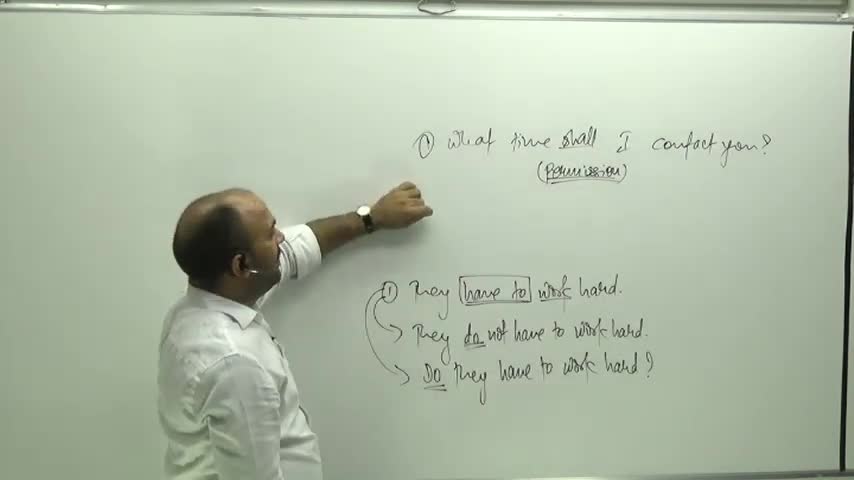 ① What time shall I contact you?
(Permission)
① They have to work hard.
They do not have to work hard.
Do they have to work hard?